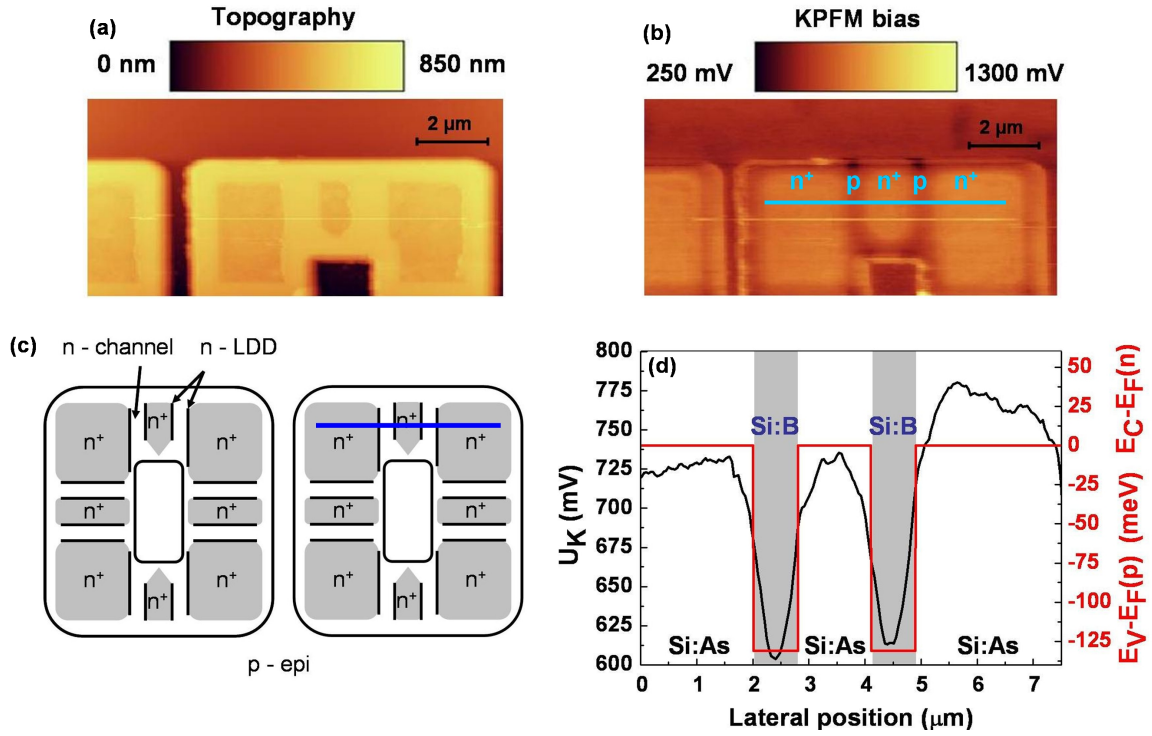 (a)
Topography
0 nm
850 nm
2 µm
(b)
KPFM bias
250 mV
1300 mV
2 µm
n⁺ p n⁺ p n⁺
(c)
n - channel
n - LDD
n⁺ n⁺ n⁺
n⁺ n⁺
n⁺ n⁺ n⁺
n⁺ n⁺ n⁺
n⁺ n⁺
n⁺ n⁺ n⁺
p - epi
(d)
800
775
750
725
700
675
650
625
600
U_K (mV)
0 1 2 3 4 5 6 7
Lateral position (µm)
Si:B Si:B
Si:As Si:As Si:As
50
25
0
-25
-50
-75
-100
-125
E_V-E_F(p) (meV) E_C-E_F(n)